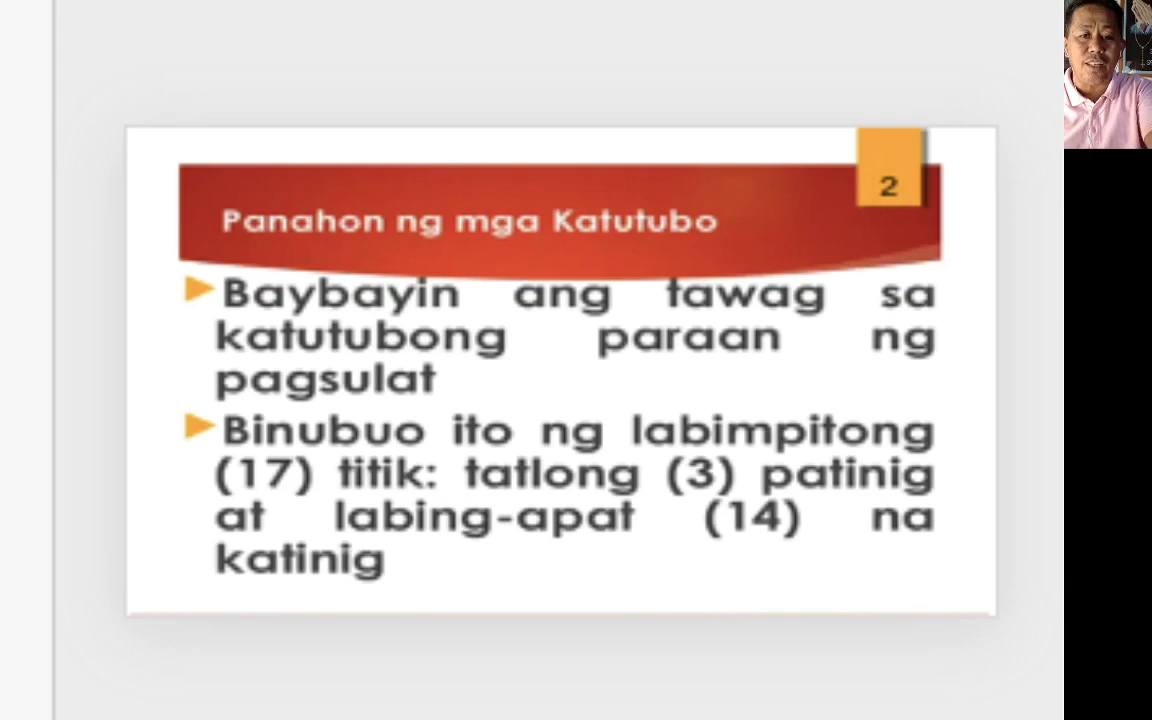 2
Panahon ng mga Katutubo
Baybayin ang tawag sa
katutubong paraan ng
pagsulat
Binubuo ito ng labimpitong
(17) titik: tatlong (3) patinig
at labing-apat (14) na
katinig